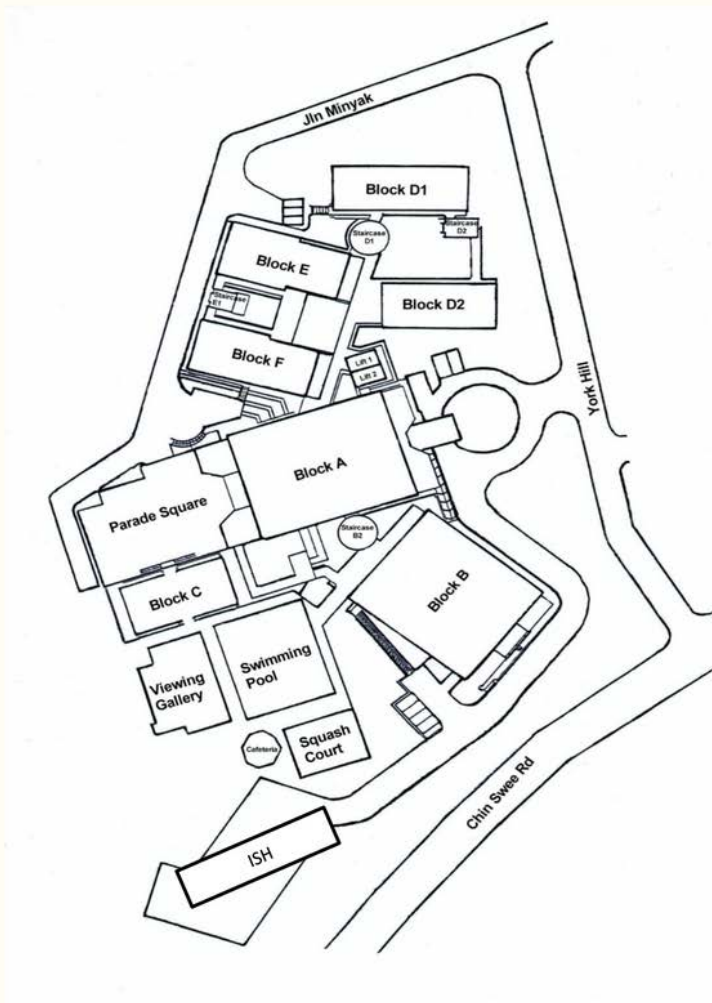 Jln Minyak
Block D1
Staircase
D1
Staircase
D2
Block E
Staircase
E1
Block D2
Block F
Lift 1
Lift 2
York Hill
Block A
Parade Square
Staircase
B2
Block C
Block B
Viewing
Gallery
Swimming
Pool
Squash
Court
Cafeteria
Chin Swee Rd
ISH